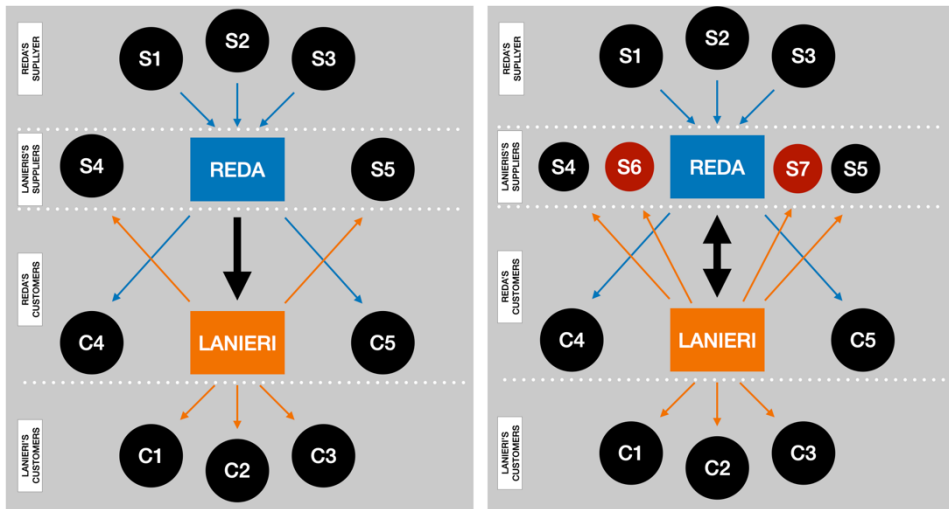 REDA'S
SUPLLYER
S1
S2
S3
LANIERIS'S
SUPPLIERS
S4
REDA
S5
REDA'S
CUSTOMERS
C4
LANIERI
C5
LANIERI'S
CUSTOMERS
C1
C2
C3
REDA'S
SUPLLYER
S1
S2
S3
LANIERIS'S
SUPPLIERS
S4
S6
REDA
S7
S5
REDA'S
CUSTOMERS
C4
LANIERI
C5
LANIERI'S
CUSTOMERS
C1
C2
C3